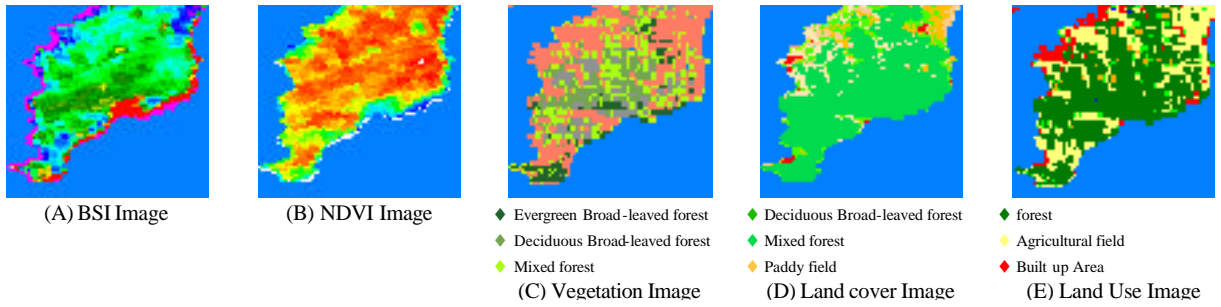 (A) BSI Image
(B) NDVI Image
Evergreen Broad-leaved forest
Deciduous Broad-leaved forest
Mixed forest
(C) Vegetation Image
Deciduous Broad-leaved forest
Mixed forest
Paddy field
(D) Land cover Image
forest
Agricultural field
Built up Area
(E) Land Use Image